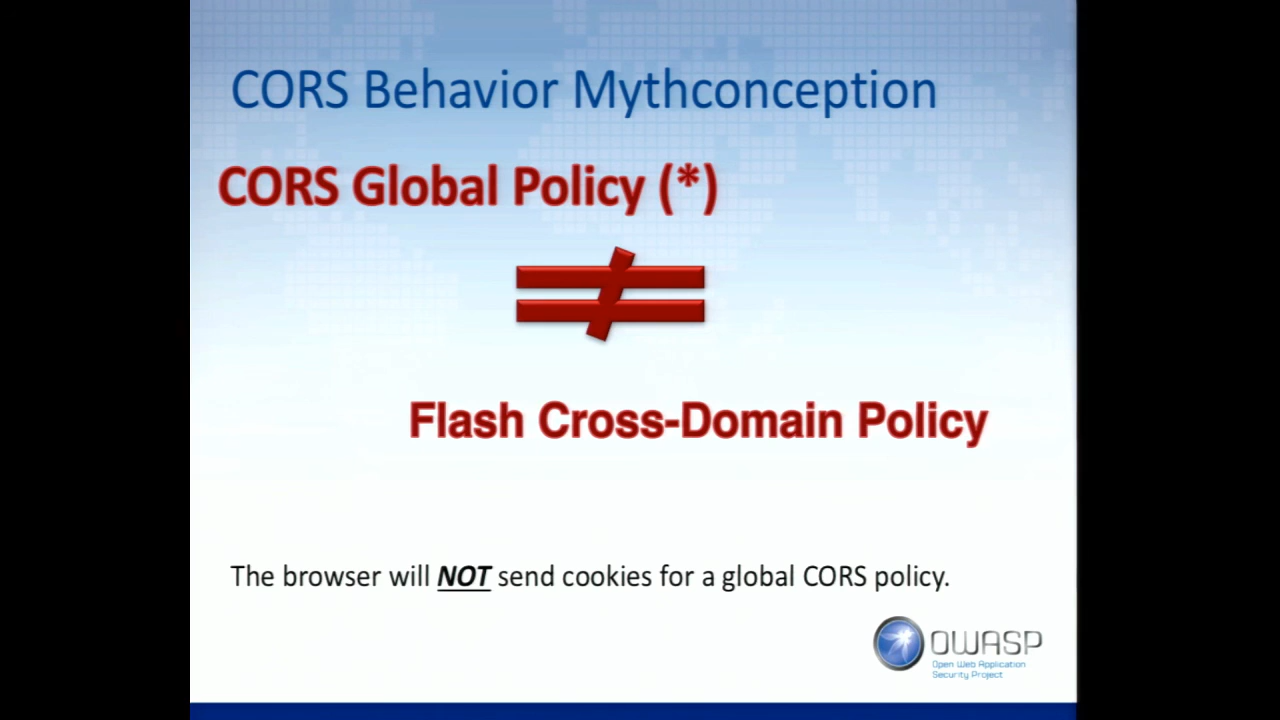 CORS Behavior Mythconception
CORS Global Policy (*)
≠
Flash Cross-Domain Policy
The browser will NOT send cookies for a global CORS policy.
OWASP
Open Web Application
Security Project